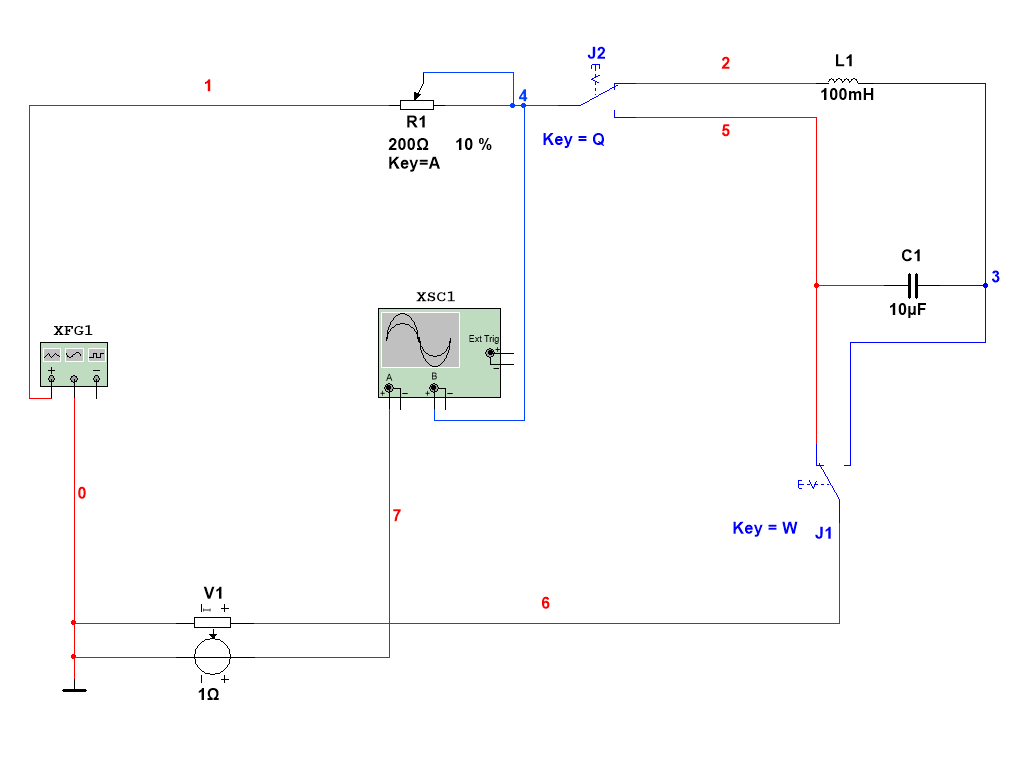 J2
L1
1
2
100mH
4
R1
200Ω 10 %
Key=A
Key = Q
5
C1
3
10µF
XSC1
XFG1
Ext Trig
+
−
A
B
+ −
+ −
+ −
0
7
Key = W
J1
V1
6
+
1Ω
+